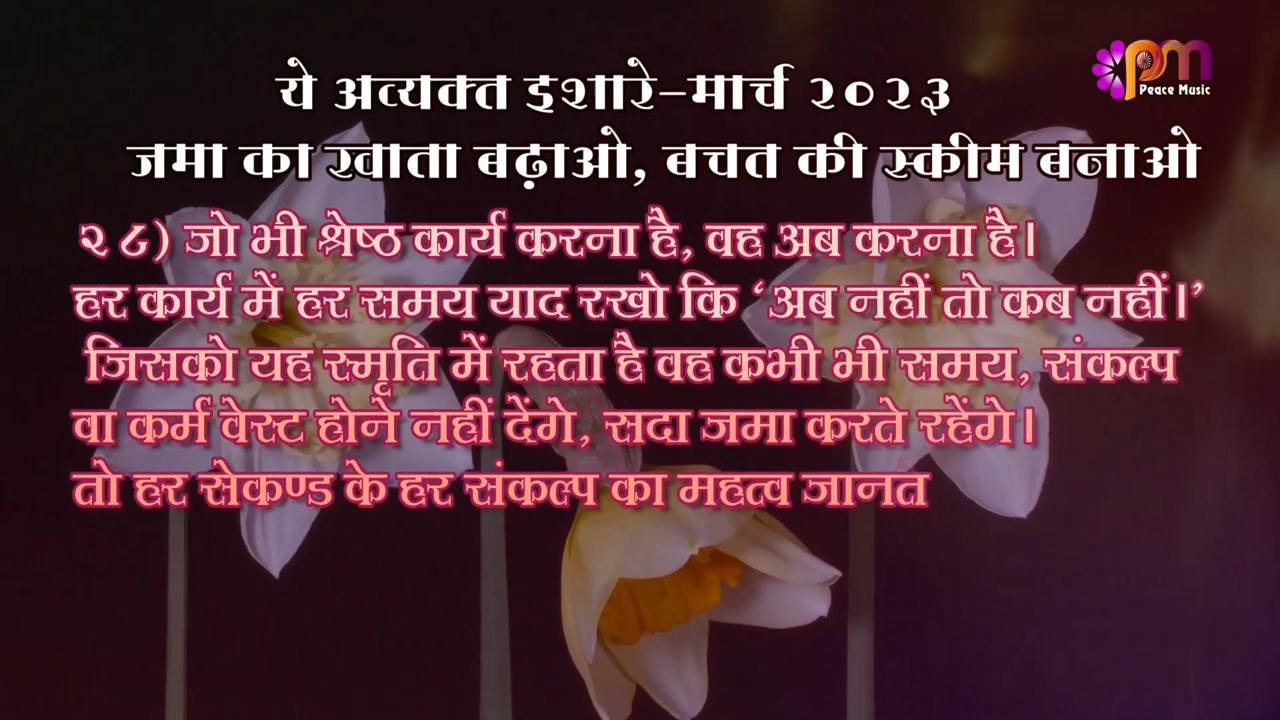 ये अव्यक्त इशारे-मार्च २०२३
pm
Peace Music
जमा का खाता बढ़ाओ, बचत की स्कीम बनाओ
२८) जो भी श्रेष्ठ कार्य करना है, वह अब करना है।
हर कार्य में हर समय याद रखो कि ‘अब नहीं तो कब नहीं।’
जिसको यह स्मृति में रहता है वह कभी भी समय, संकल्प
वा कर्म वेस्ट होने नहीं देंगे, सदा जमा करते रहेंगे।
तो हर सेकण्ड के हर संकल्प का महत्व जानत